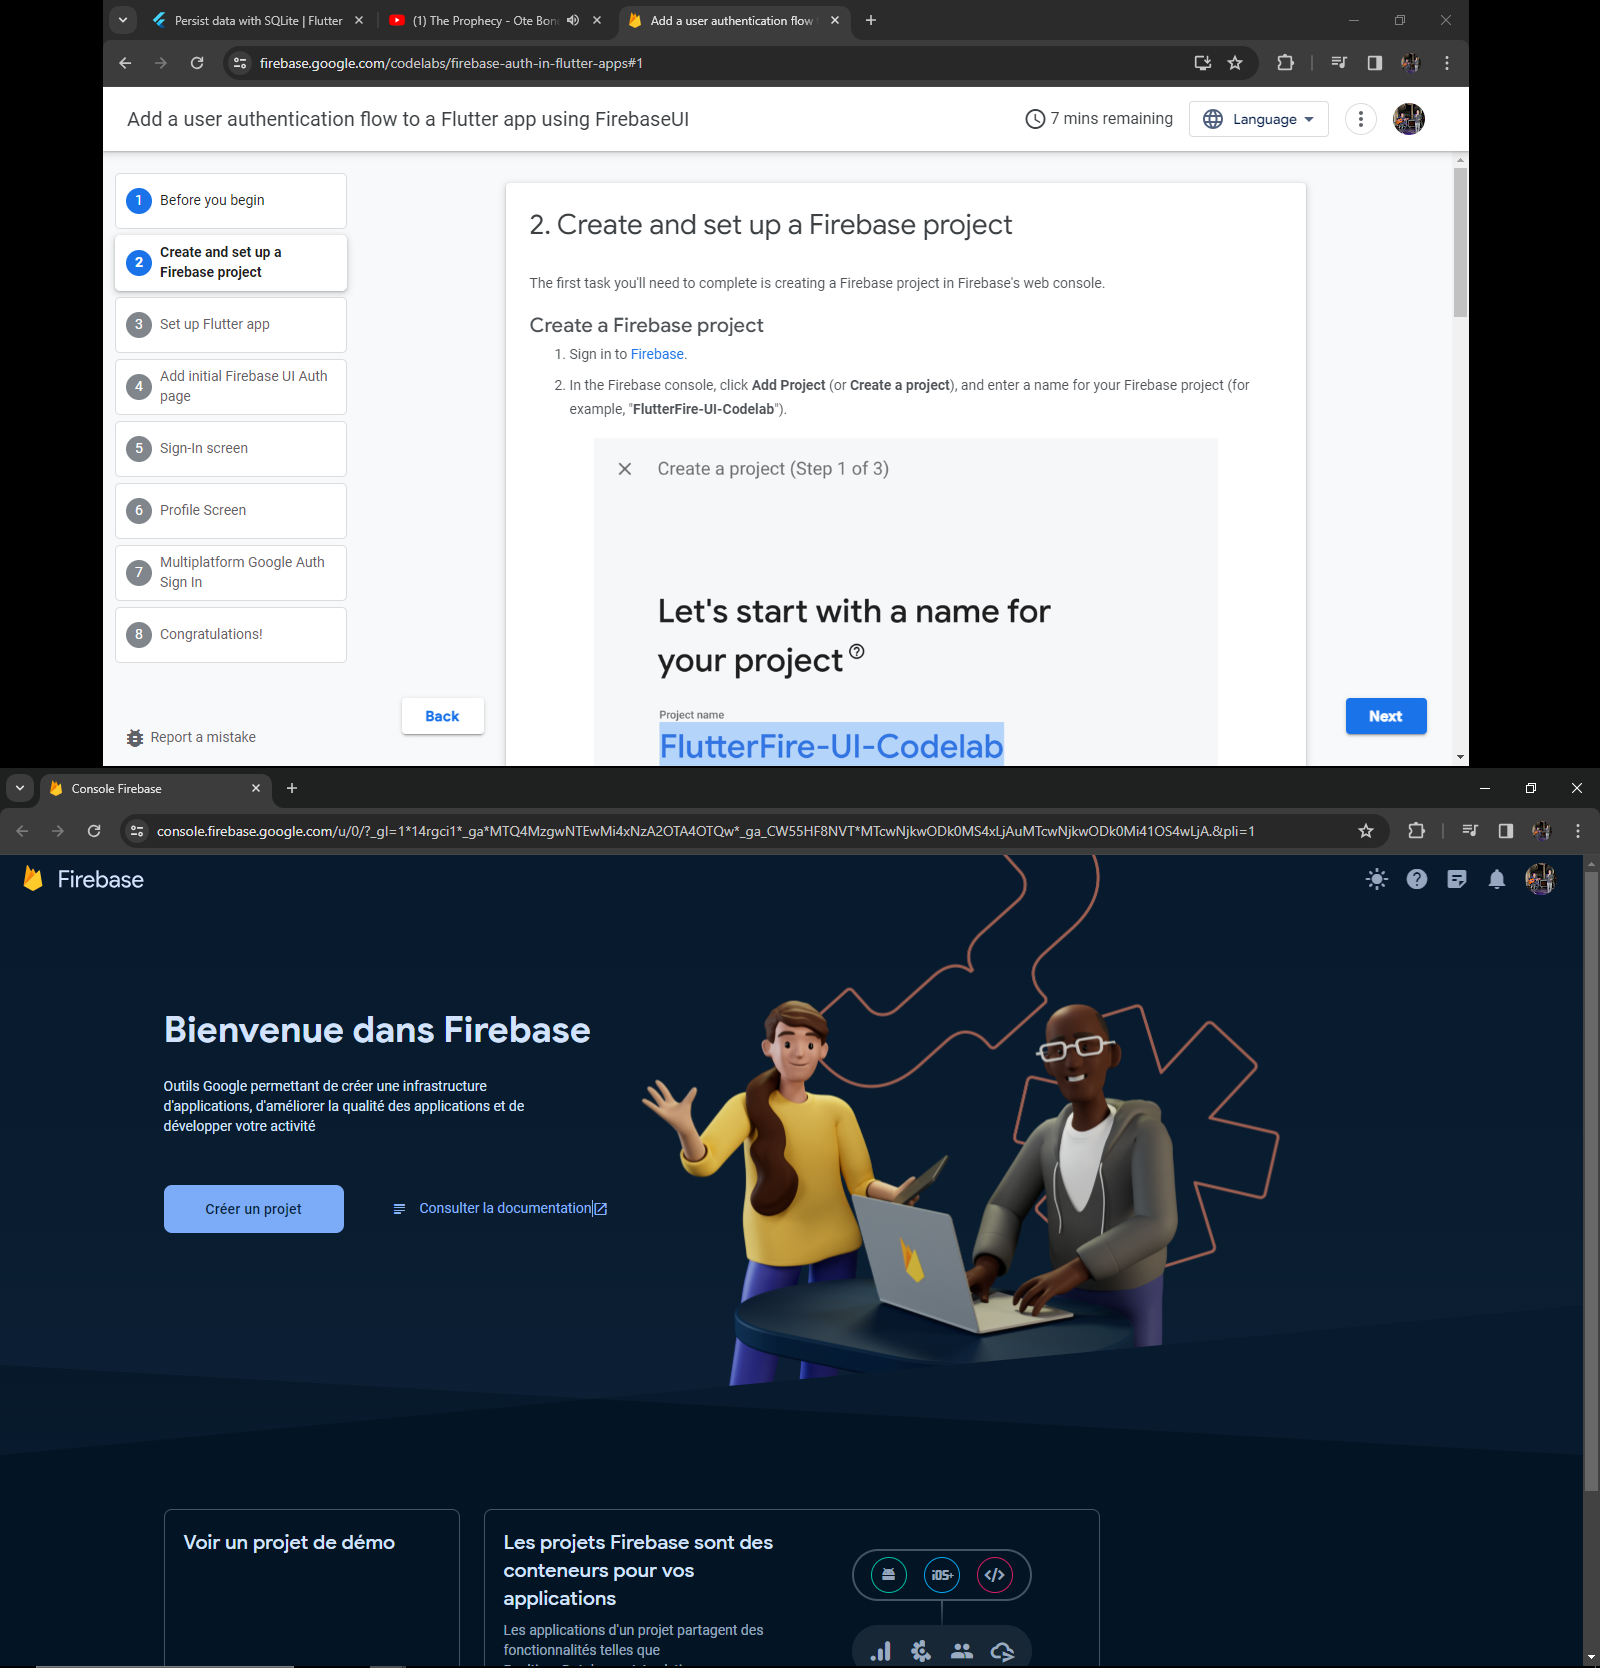 Persist data with SQLite | Flutter
(1) The Prophecy - Ote Bon
Add a user authentication flow
firebase.google.com/codelabs/firebase-auth-in-flutter-apps#1
Add a user authentication flow to a Flutter app using FirebaseUI
7 mins remaining
Language
1 Before you begin
2 Create and set up a
Firebase project
3 Set up Flutter app
4 Add initial Firebase UI Auth
page
5 Sign-In screen
6 Profile Screen
7 Multiplatform Google Auth
Sign In
8 Congratulations!
Report a mistake
Back
2. Create and set up a Firebase project
The first task you'll need to complete is creating a Firebase project in Firebase's web console.
Create a Firebase project
1. Sign in to Firebase.
2. In the Firebase console, click Add Project (or Create a project), and enter a name for your Firebase project (for
example, "FlutterFire-UI-Codelab").
Create a project (Step 1 of 3)
Let's start with a name for
your project
Project name
FlutterFire-UI-Codelab
Next
Console Firebase
console.firebase.google.com/u/0/?_gl=1*14rgci1*_ga*MTQ4MzgwNTEwMi4xNzA2OTA4OTQw*_ga_CW55HF8NVT*MTcwNjkwODk0MS4xLjAuMTcwNjkwODk0Mi41OS4wLjA.&pli=1
Firebase
Bienvenue dans Firebase
Outils Google permettant de créer une infrastructure
d'applications, d'améliorer la qualité des applications et de
développer votre activité
Créer un projet
Consulter la documentation
Voir un projet de démo
Les projets Firebase sont des
conteneurs pour vos
applications
iOS+
Les applications d'un projet partagent des
fonctionnalités telles que